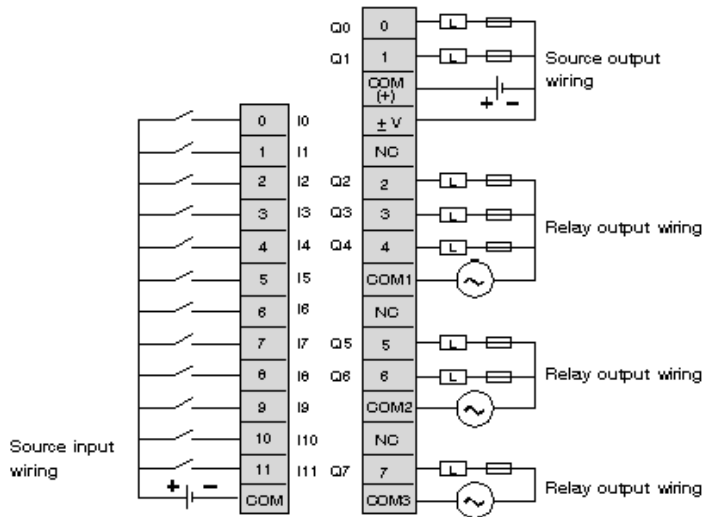 Q0 0 L
Q1 1 L
Source output
wiring
COM
(+)
+ −
0 I0 ± V
1 I1 NC
2 I2 Q2 2 L
3 I3 Q3 3 L
Relay output wiring
4 I4 Q4 4 L
5 I5 COM1 ~
6 I6 NC
7 I7 Q5 5 L
Relay output wiring
8 I8 Q6 6 L
9 I9 COM2 ~
Source input
wiring
10 I10 NC
11 I11 Q7 7 L
Relay output wiring
+ −
COM COM3 ~